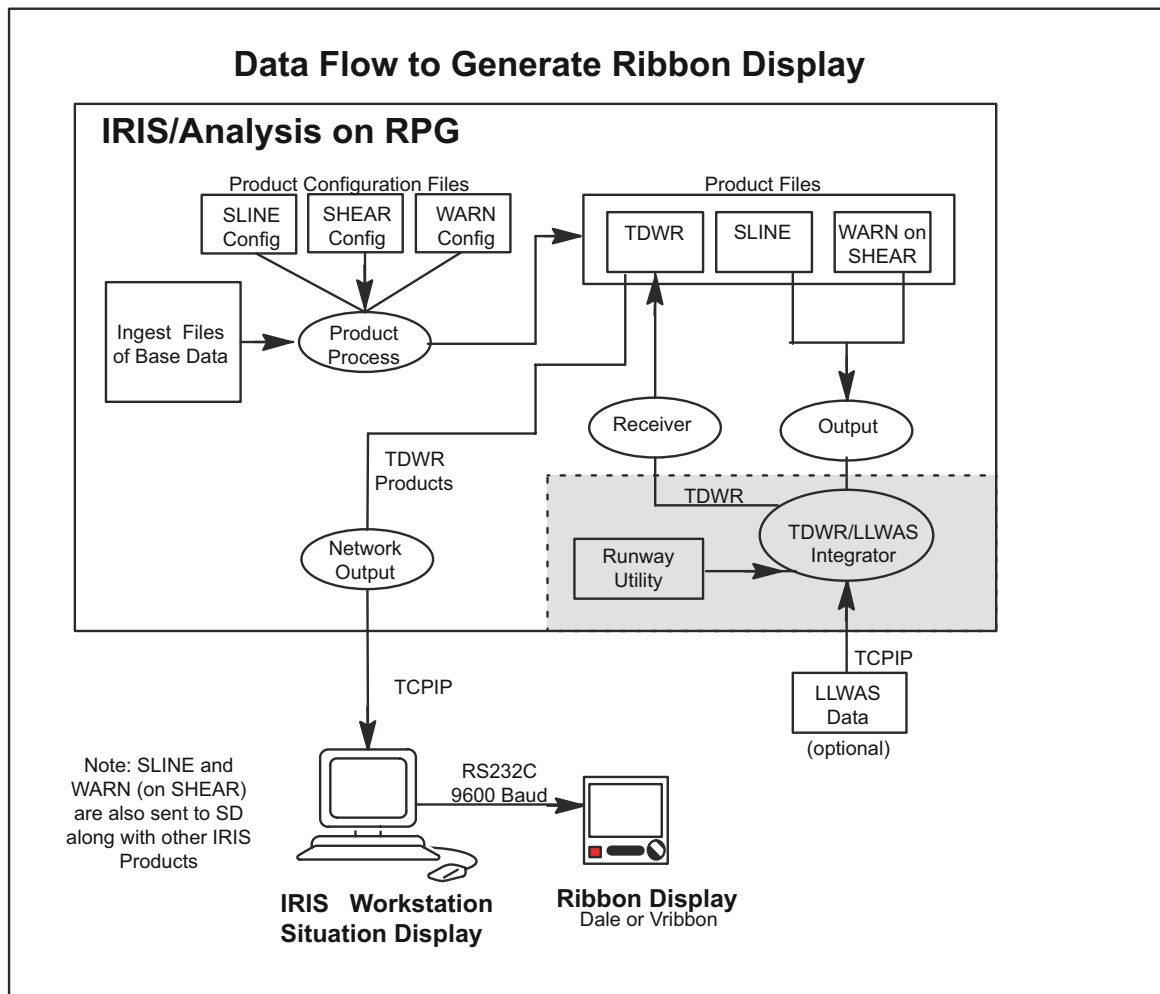 Data Flow to Generate Ribbon Display
IRIS/Analysis on RPG
Product Configuration Files
SLINE
Config
SHEAR
Config
WARN
Config
Product Files
TDWR
SLINE
WARN on
SHEAR
Ingest Files
of Base Data
Product
Process
Receiver
Output
TDWR
Products
TDWR
TDWR/LLWAS
Integrator
Runway
Utility
Network
Output
TCPIP
LLWAS
Data
(optional)
TCPIP
Note: SLINE and
WARN (on SHEAR)
are also sent to SD
along with other IRIS
Products
RS232C
9600 Baud
IRIS Workstation
Situation Display
Ribbon Display
Dale or Vribbon